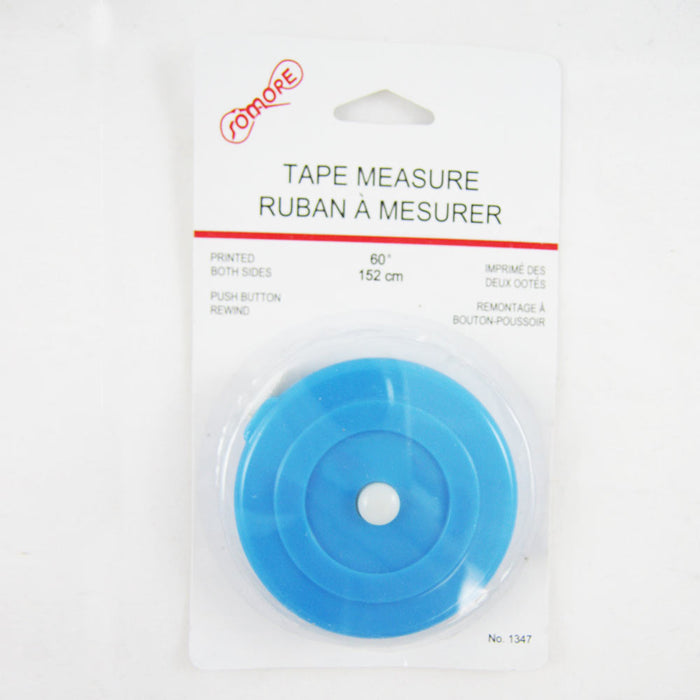 SOMORE
TAPE MEASURE
RUBAN À MESURER
PRINTED
BOTH SIDES
PUSH BUTTON
REWIND
60"
152 cm
IMPRIMÉ DES
DEUX OOTÉS
REMONTAGE À
BOUTON-POUSSOIR
No. 1347